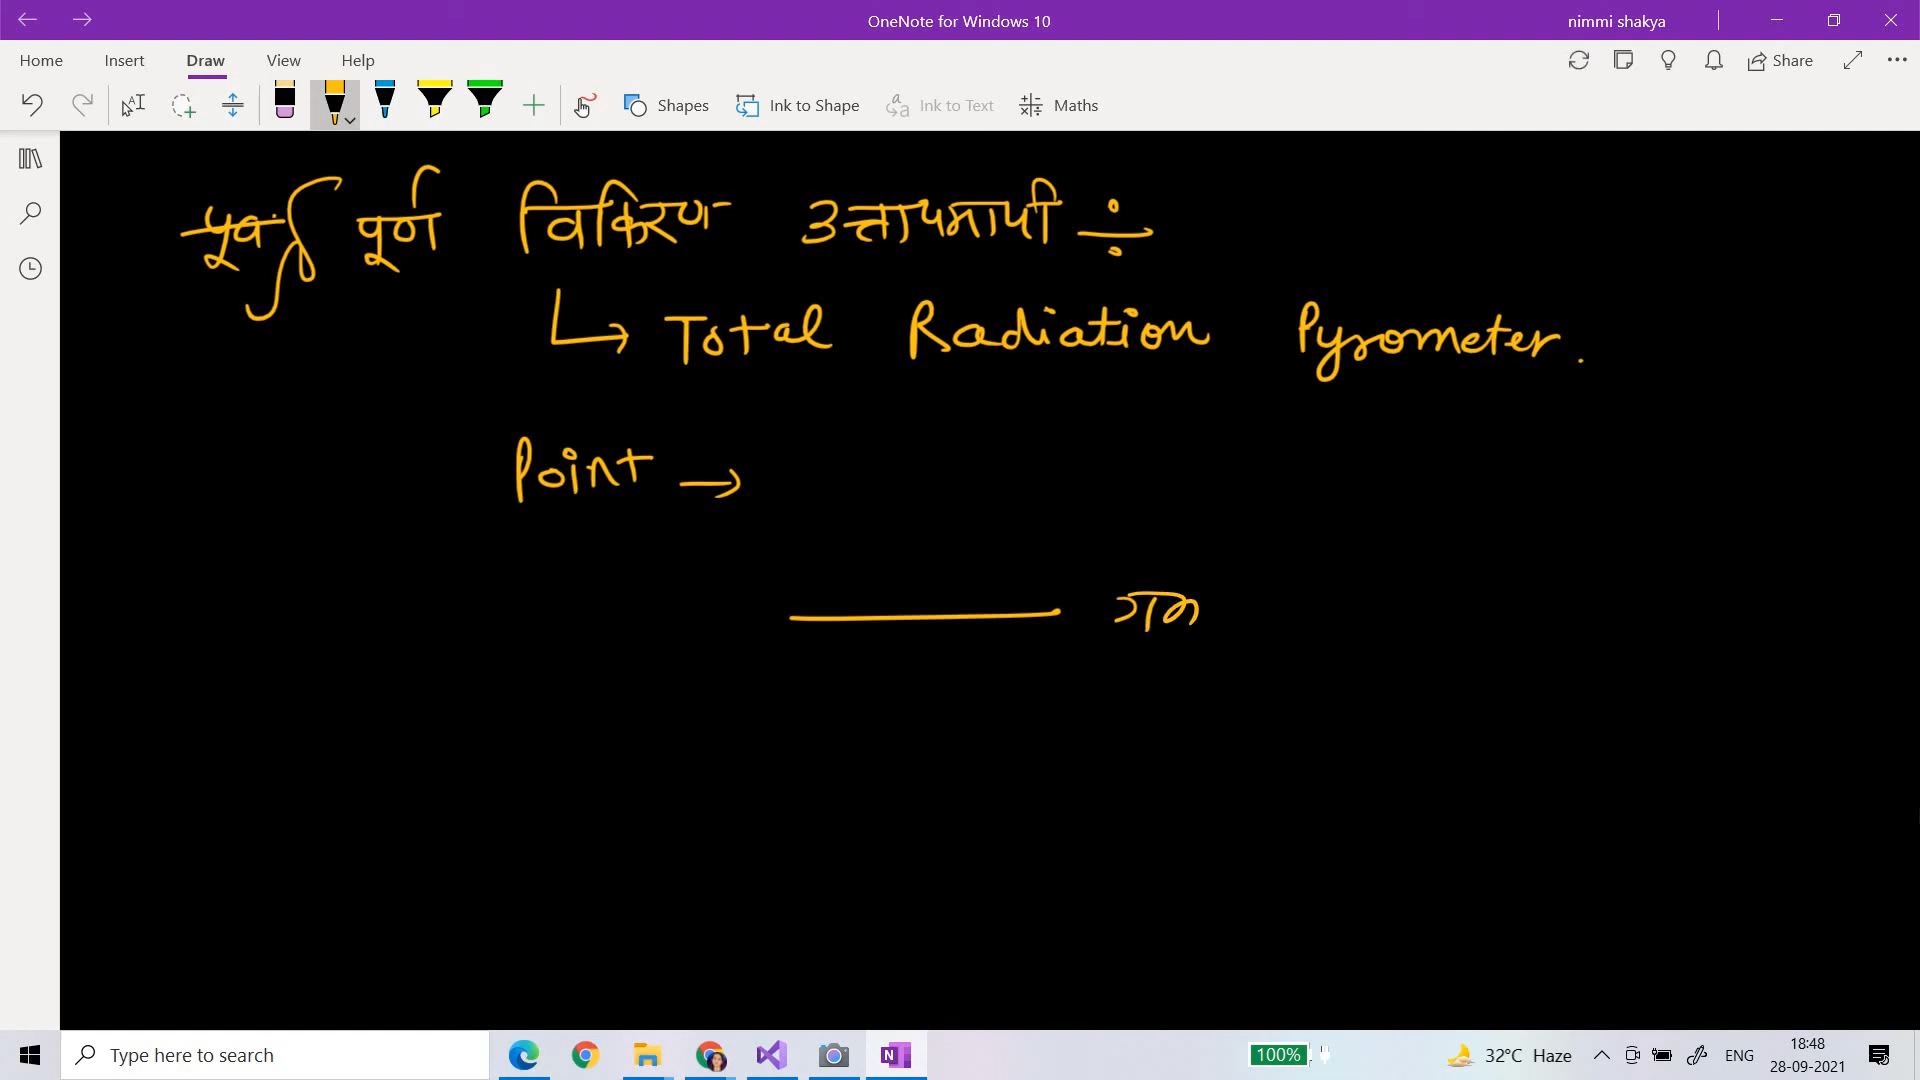 OneNote for Windows 10
nimmi shakya
Home Insert Draw View Help
Share
Shapes Ink to Shape Ink to Text Maths
पूर्ण विकिरण उत्तापमापी ÷
↳ Total Radiation Pyrometer.
Point →
Type here to search
100%
32°C Haze
ENG
18:48
28-09-2021